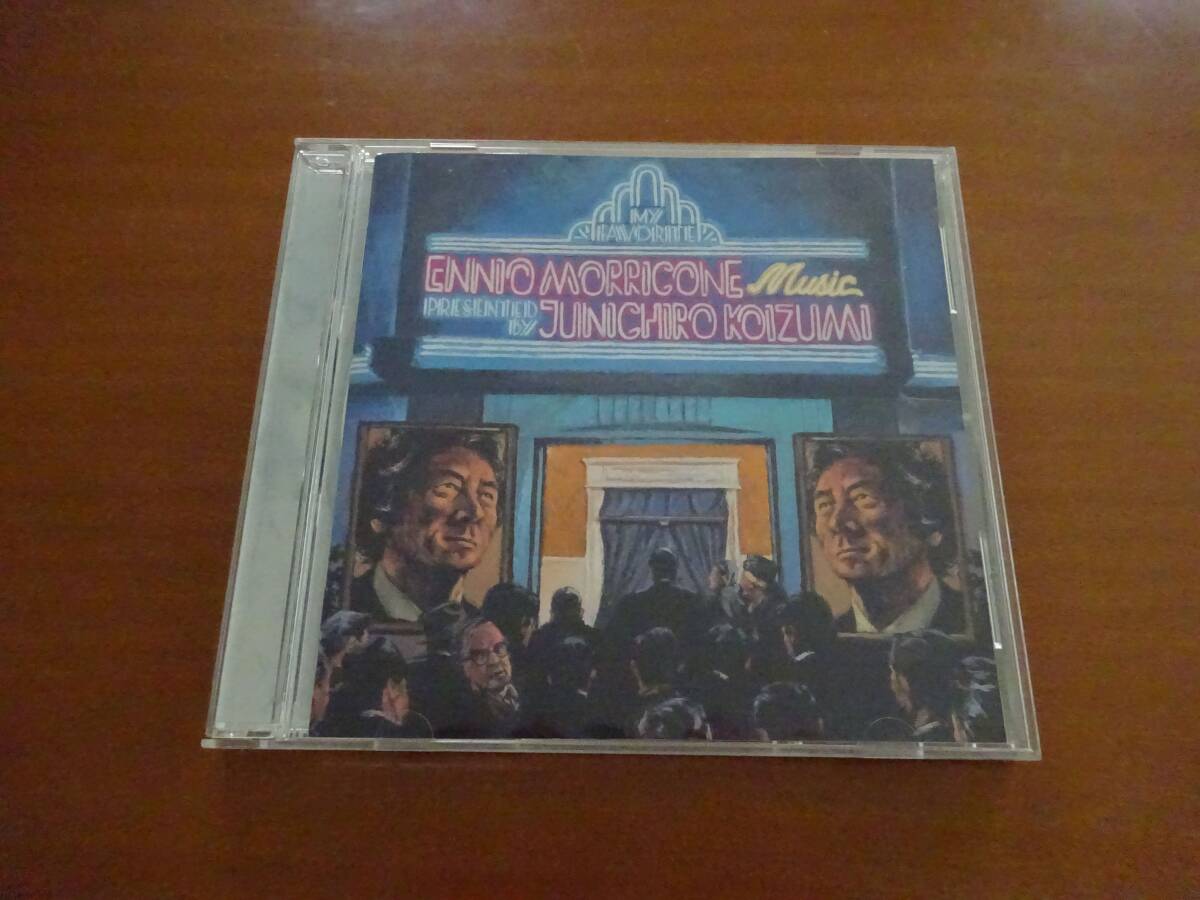 MY
FAVORITE
ENNIO MORRICONE Music
PRESENTED
BY JUNICHIRO KOIZUMI